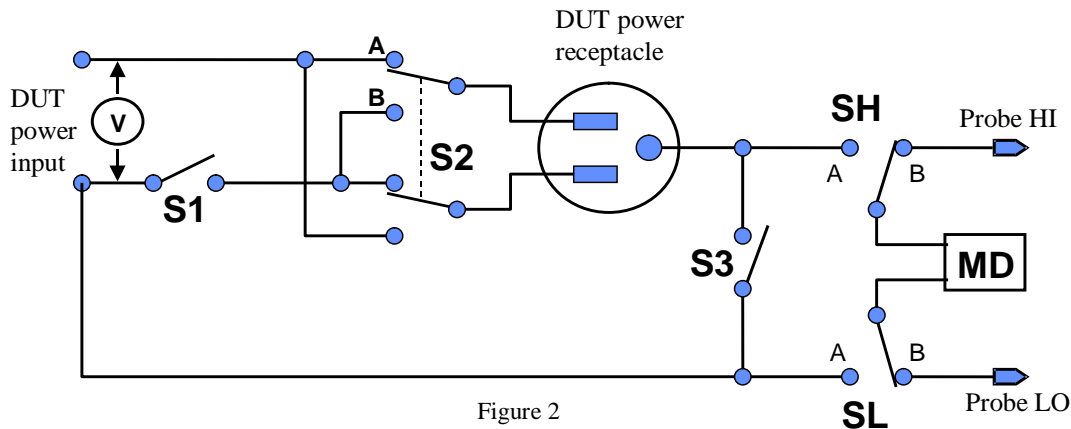 DUT power
receptacle
A
DUT
power
input
V
B
S2
S1
SH
Probe HI
A
B
S3
MD
A
B
SL
Probe LO
Figure 2